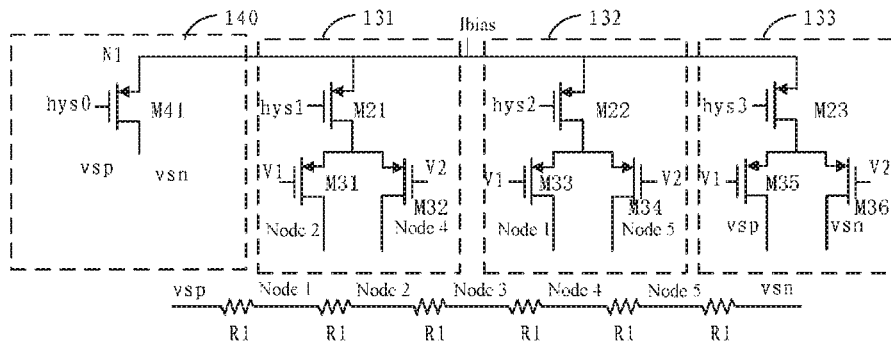 140 131 Ibias 132 133
N1
hys0 M41 hys1 M21 hys2 M22 hys3 M23
vsp vsn V1 M31 V2 M32 V1 M33 V2 M34 V1 M35 V2 M36
Node 2 Node 4 Node 1 Node 5 vsp vsn
vsp Node 1 Node 2 Node 3 Node 4 Node 5 vsn
R1 R1 R1 R1 R1 R1